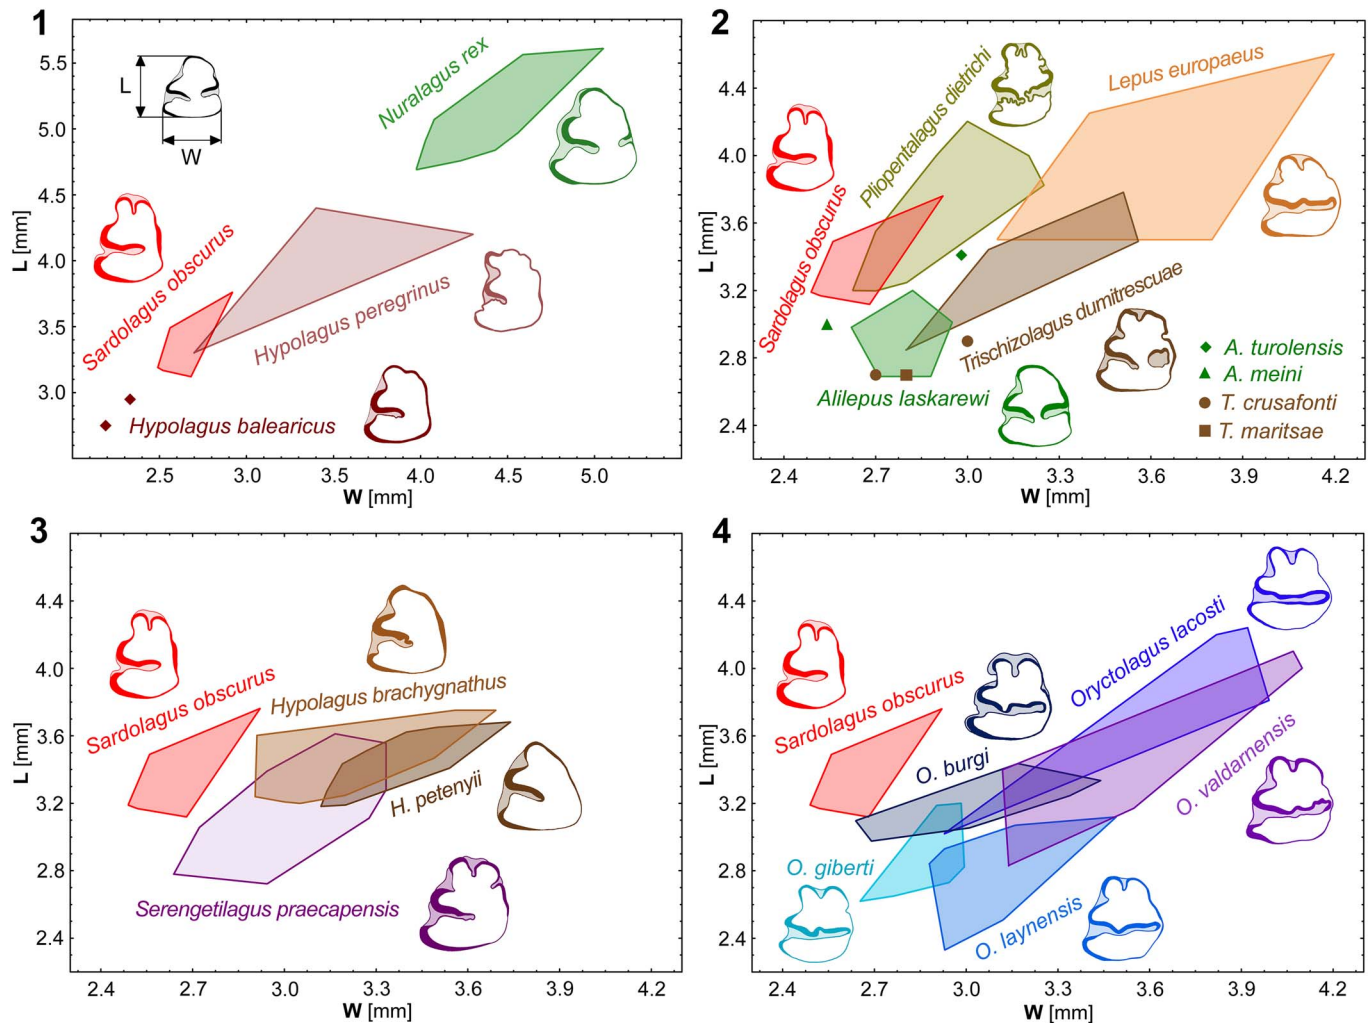 1
5.5
5.0
4.5
4.0
3.5
3.0
L [mm]
L
W
Nuralagus rex
Sardolagus obscurus
Hypolagus peregrinus
Hypolagus balearicus
2.5 3.0 3.5 4.0 4.5 5.0
W [mm]
2
4.4
4.0
3.6
3.2
2.8
2.4
L [mm]
Pliopentalagus dietrichi
Lepus europaeus
Sardolagus obscurus
Trischizolagus dumitrescuae
Alilepus laskarewi
A. turolensis
A. meini
T. crusafonti
T. maritsae
2.4 2.7 3.0 3.3 3.6 3.9 4.2
W [mm]
3
4.4
4.0
3.6
3.2
2.8
2.4
L [mm]
Sardolagus obscurus
Hypolagus brachygnathus
H. petenyii
Serengetilagus praecapensis
2.4 2.7 3.0 3.3 3.6 3.9 4.2
W [mm]
4
4.4
4.0
3.6
3.2
2.8
2.4
L [mm]
Sardolagus obscurus
O. burgi
Oryctolagus lacosti
O. valdarnensis
O. giberti
O. laynensis
2.4 2.7 3.0 3.3 3.6 3.9 4.2
W [mm]